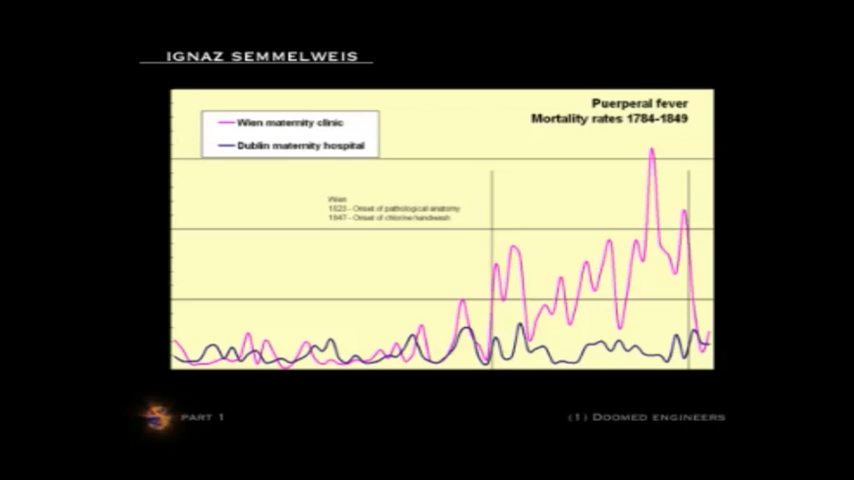 IGNAZ SEMMELWEIS
Puerperal fever
Mortality rates 1784-1849
Wien maternity clinic
Dublin maternity hospital
Wien
1823 - Onset of pathological anatomy
1847 - Onset of chlorine handwash
PART 1
(1) DOOMED ENGINEERS